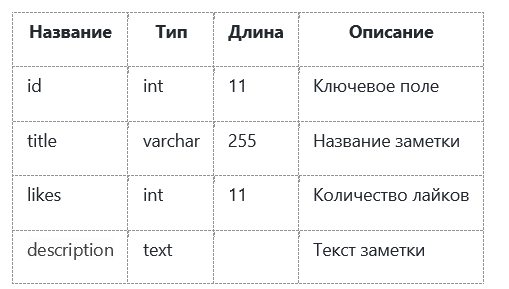 Название Тип Длина Описание
id int 11 Ключевое поле
title varchar 255 Название заметки
likes int 11 Количество лайков
description text Текст заметки